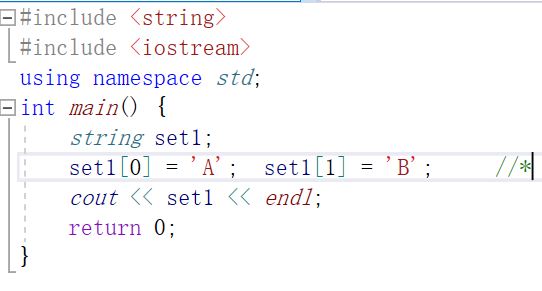 #include <string>
#include <iostream>
using namespace std;
int main() {
    string set1;
    set1[0] = 'A';  set1[1] = 'B';     //*
    cout << set1 << endl;
    return 0;
}